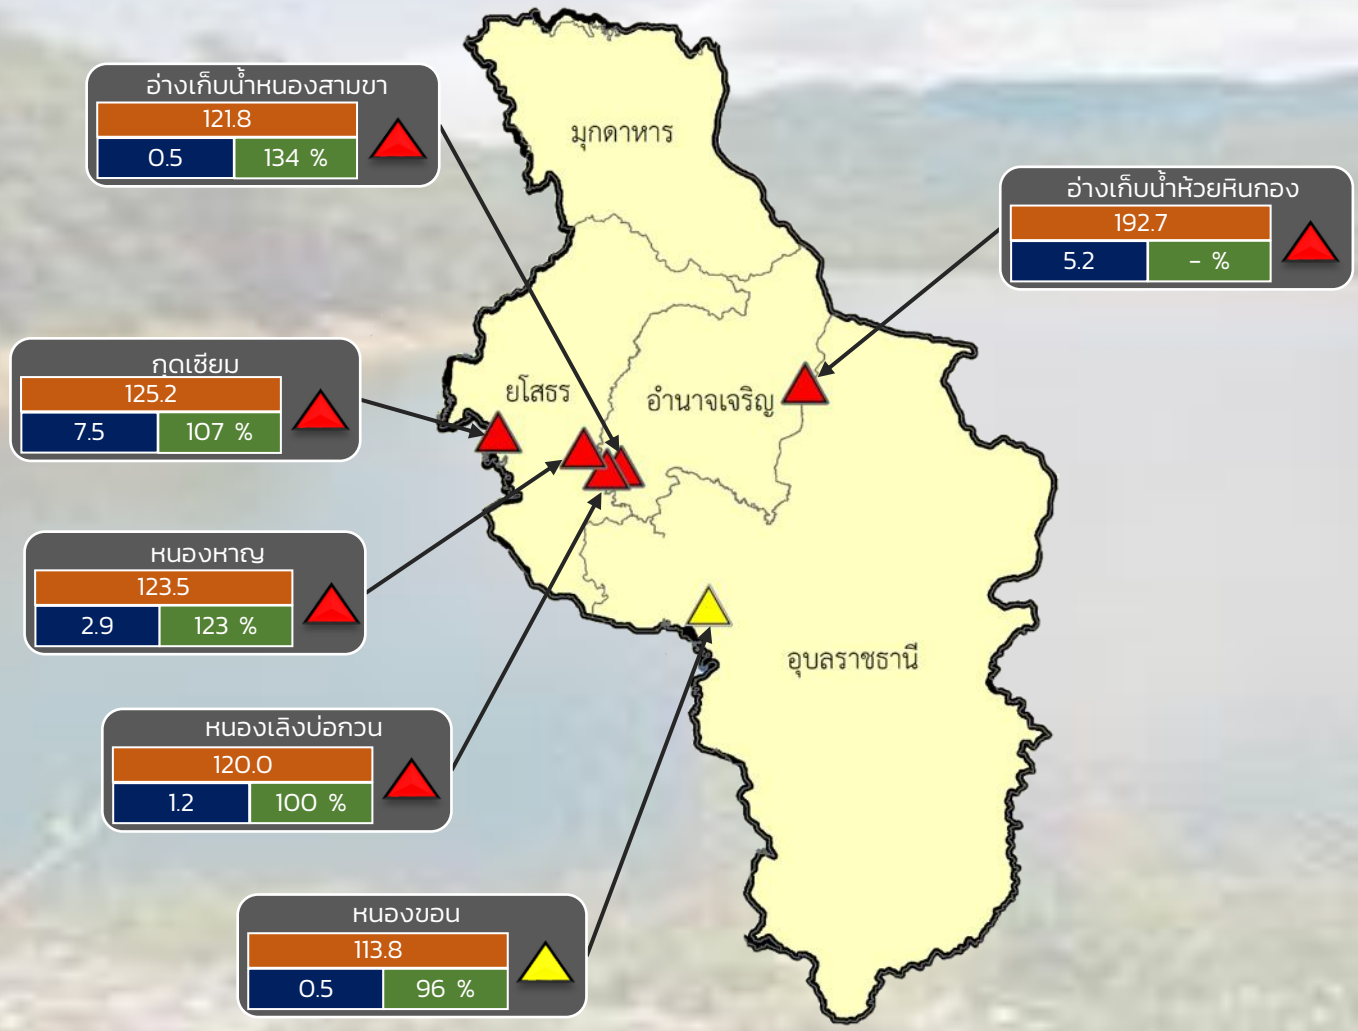 อ่างเก็บน้ำหนองสามขา
121.8
0.5 134 %
มุกดาหาร
อ่างเก็บน้ำห้วยหินกอง
192.7
5.2 - %
กุดเซียม
125.2
7.5 107 %
ยโสธร
อำนาจเจริญ
หนองหาญ
123.5
2.9 123 %
อุบลราชธานี
หนองเลิงบ่อกวน
120.0
1.2 100 %
หนองขอน
113.8
0.5 96 %